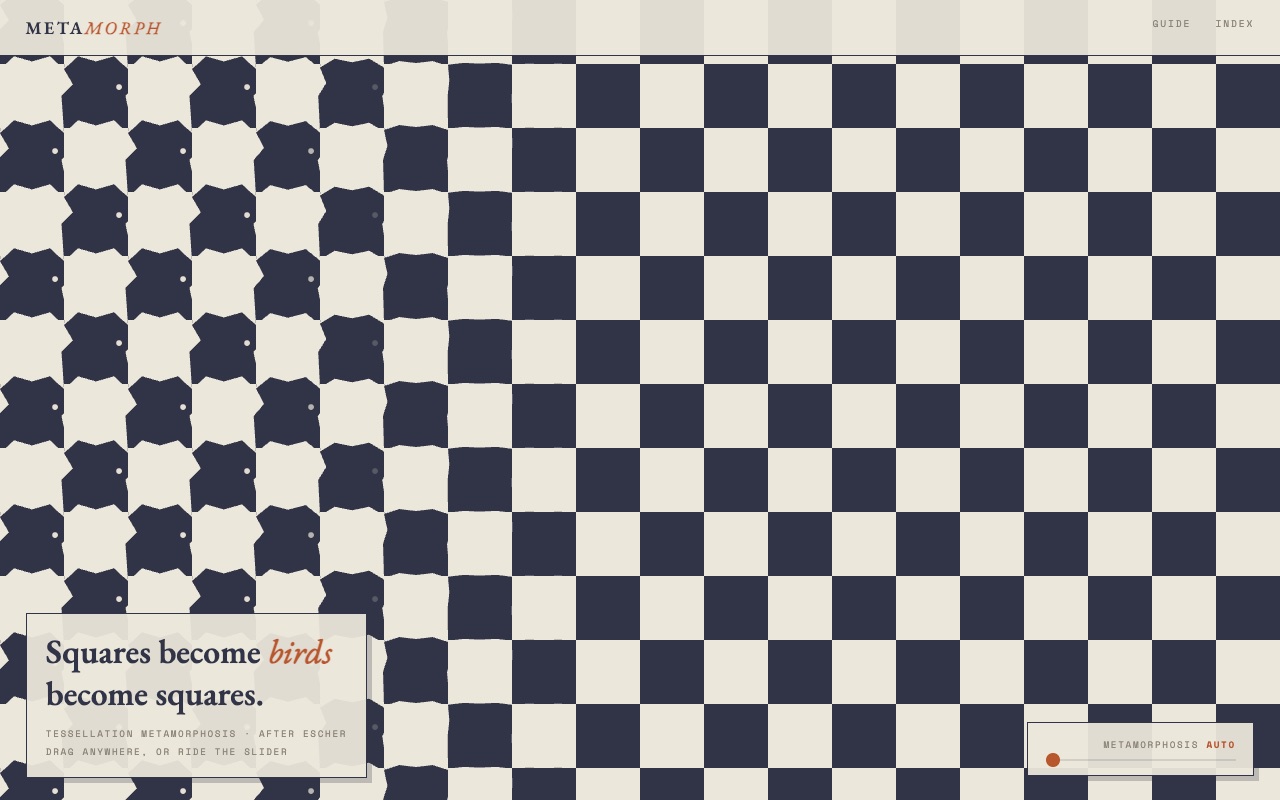 METAMORPH
GUIDE INDEX
Squares become birds
become squares.
TESSELLATION METAMORPHOSIS · AFTER ESCHER
DRAG ANYWHERE, OR RIDE THE SLIDER
METAMORPHOSIS AUTO